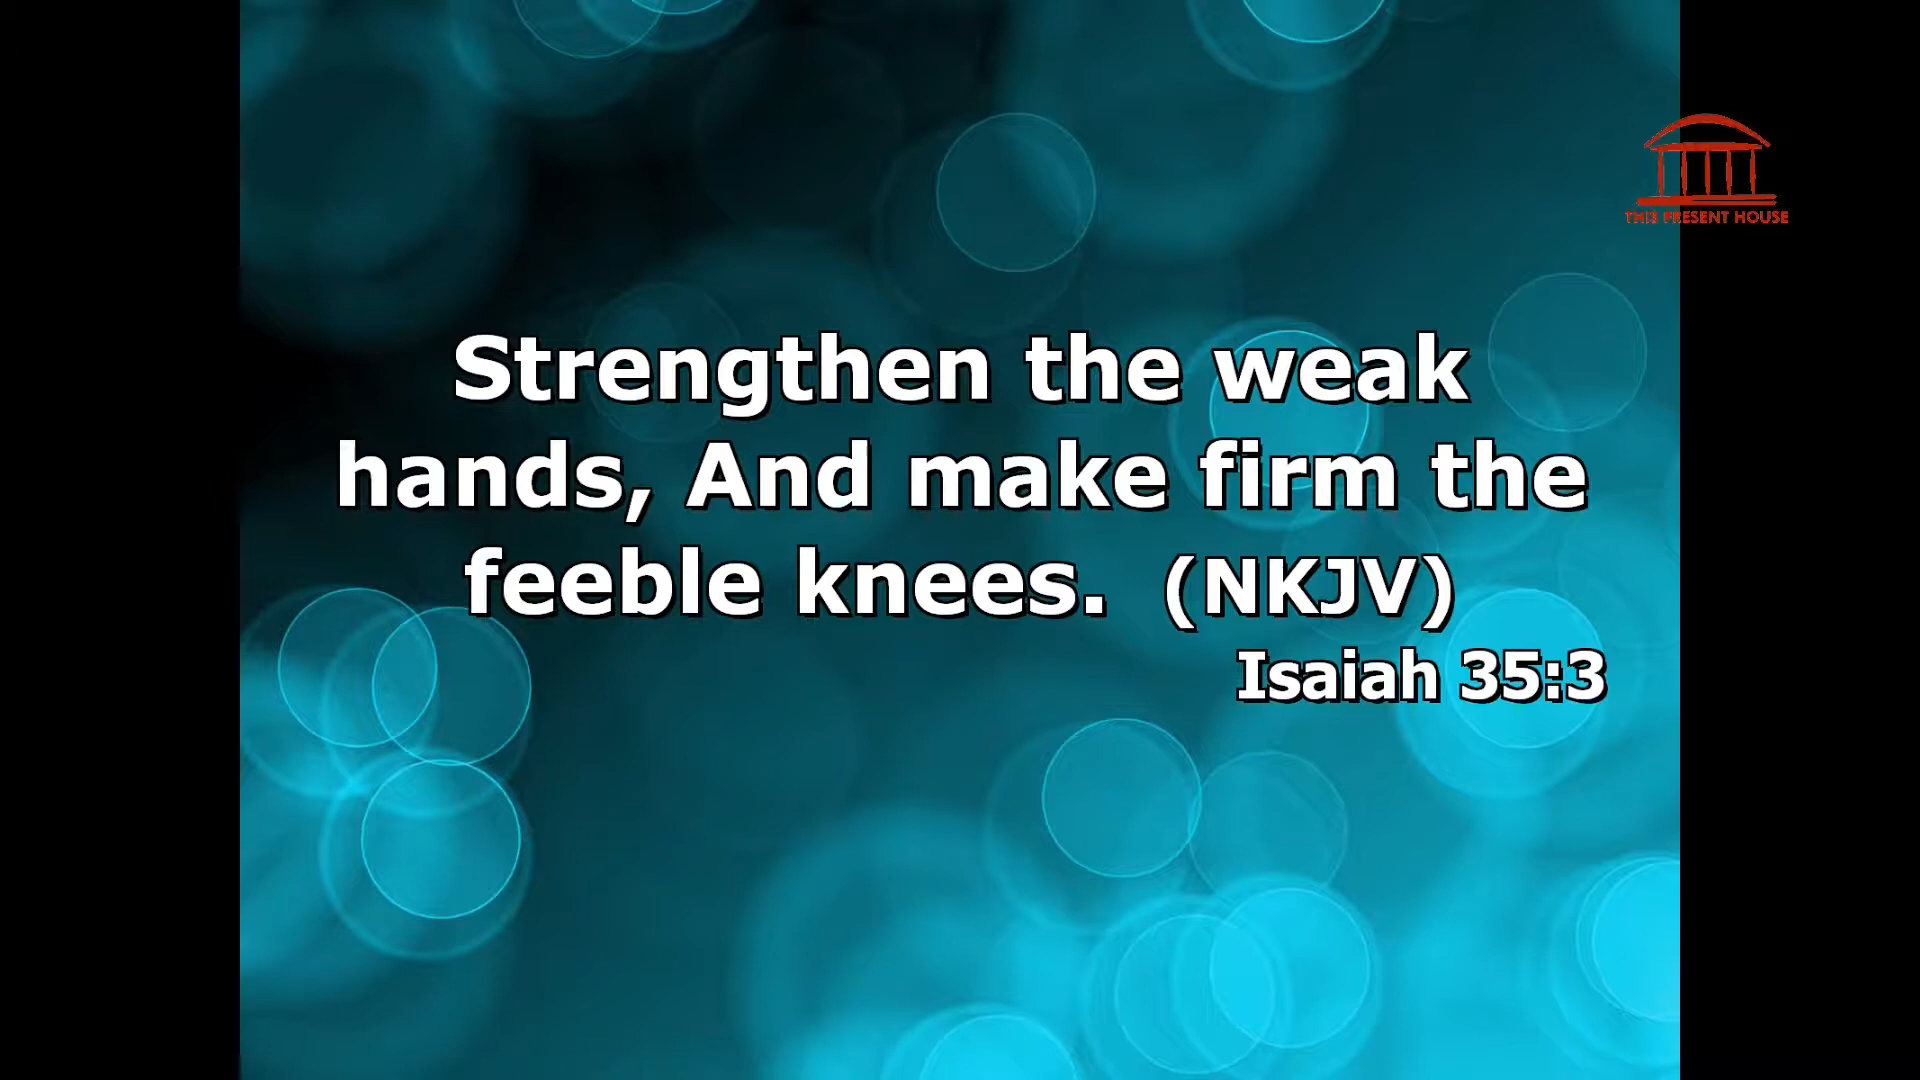 THIS PRESENT HOUSE
Strengthen the weak
hands, And make firm the
feeble knees.  (NKJV)
Isaiah 35:3